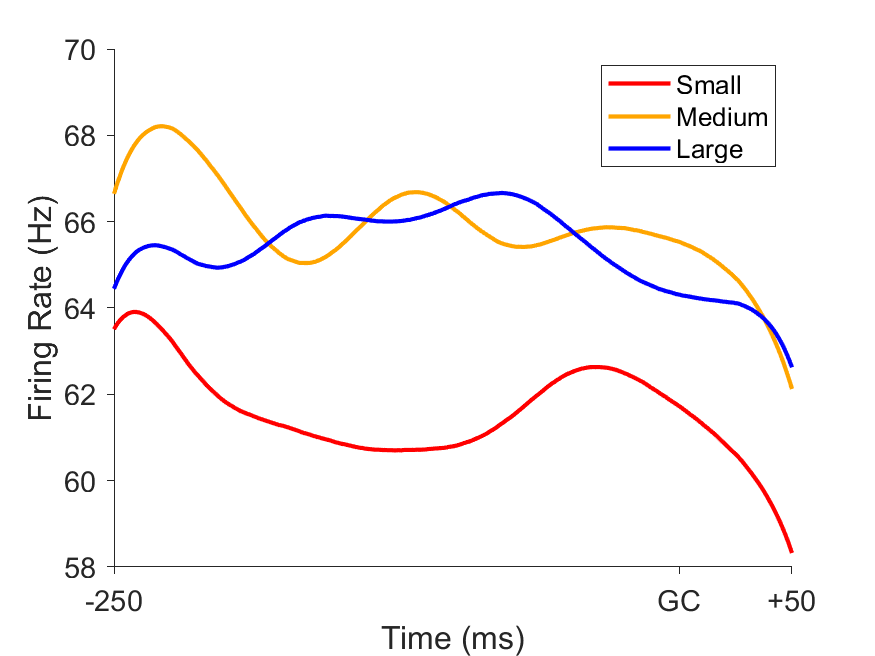 70
68
66
64
62
60
58
Firing Rate (Hz)
Small
Medium
Large
-250
GC
+50
Time (ms)